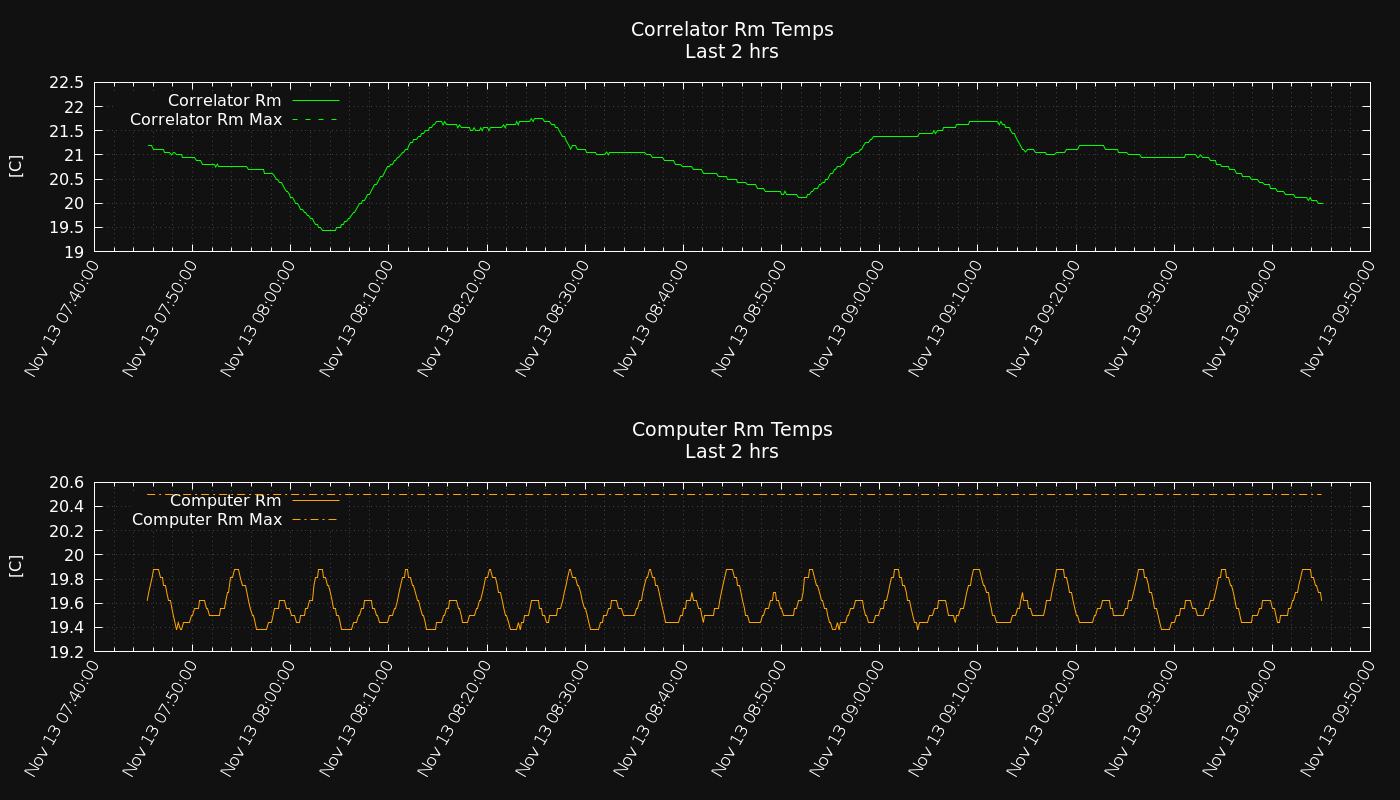 Correlator Rm Temps
Last 2 hrs
22.5
22
21.5
21
20.5
20
19.5
19
[C]
Correlator Rm
Correlator Rm Max
Nov 13 07:40:00
Nov 13 07:50:00
Nov 13 08:00:00
Nov 13 08:10:00
Nov 13 08:20:00
Nov 13 08:30:00
Nov 13 08:40:00
Nov 13 08:50:00
Nov 13 09:00:00
Nov 13 09:10:00
Nov 13 09:20:00
Nov 13 09:30:00
Nov 13 09:40:00
Nov 13 09:50:00
Computer Rm Temps
Last 2 hrs
20.6
20.4
20.2
20
19.8
19.6
19.4
19.2
[C]
Computer Rm
Computer Rm Max
Nov 13 07:40:00
Nov 13 07:50:00
Nov 13 08:00:00
Nov 13 08:10:00
Nov 13 08:20:00
Nov 13 08:30:00
Nov 13 08:40:00
Nov 13 08:50:00
Nov 13 09:00:00
Nov 13 09:10:00
Nov 13 09:20:00
Nov 13 09:30:00
Nov 13 09:40:00
Nov 13 09:50:00